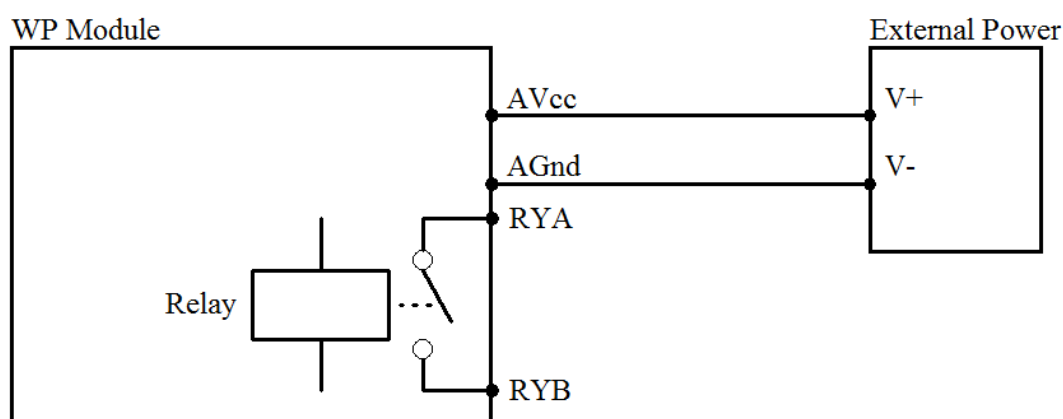 WP Module
External Power
AVcc
V+
AGnd
V-
RYA
Relay
RYB